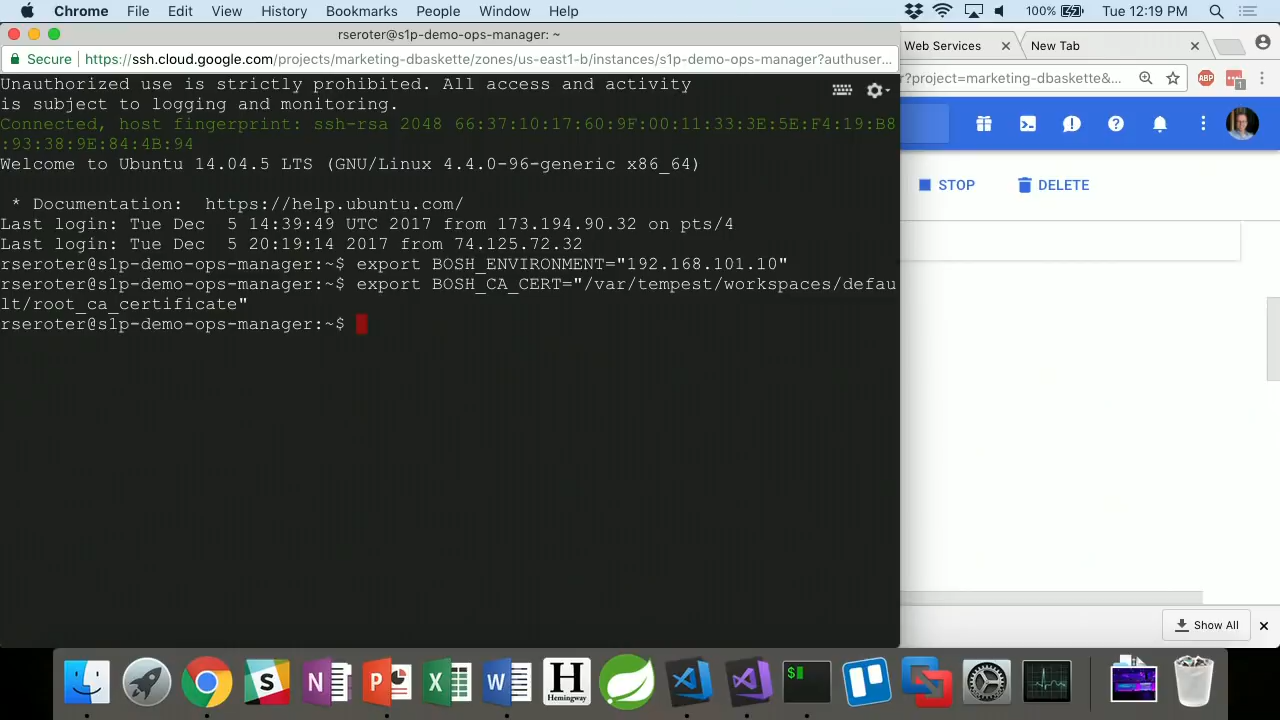 Chrome File Edit View History Bookmarks People Window Help 100% Tue 12:19 PM
rseroter@s1p-demo-ops-manager: ~
Web Services
New Tab
Secure https://ssh.cloud.google.com/projects/marketing-dbaskette/zones/us-east1-b/instances/s1p-demo-ops-manager?authuser...
r?project=marketing-dbaskette&...
ABP
1
STOP
DELETE
Unauthorized use is strictly prohibited. All access and activity
is subject to logging and monitoring.
Connected, host fingerprint: ssh-rsa 2048 66:37:10:17:60:9F:00:11:33:3E:5E:F4:19:B8
:93:38:9E:84:4B:94
Welcome to Ubuntu 14.04.5 LTS (GNU/Linux 4.4.0-96-generic x86_64)
* Documentation:  https://help.ubuntu.com/
Last login: Tue Dec  5 14:39:49 UTC 2017 from 173.194.90.32 on pts/4
Last login: Tue Dec  5 20:19:14 2017 from 74.125.72.32
rseroter@s1p-demo-ops-manager:~$ export BOSH_ENVIRONMENT="192.168.101.10"
rseroter@s1p-demo-ops-manager:~$ export BOSH_CA_CERT="/var/tempest/workspaces/defau
lt/root_ca_certificate"
rseroter@s1p-demo-ops-manager:~$
Show All
S
N
P
X
W
H
Hemingway
$